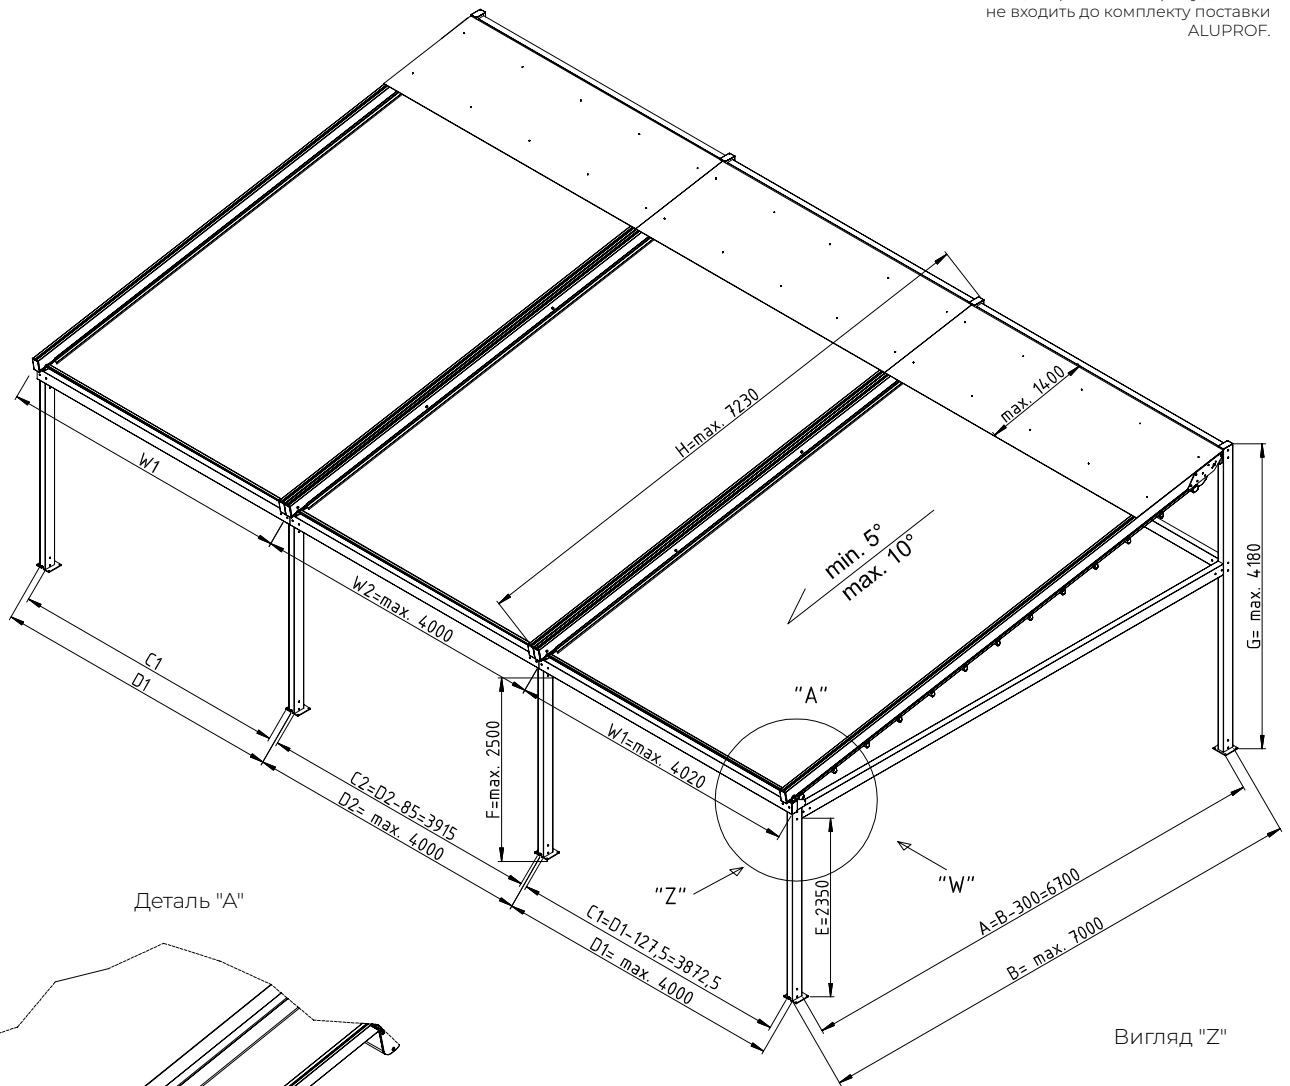 не входить до комплекту поставки
ALUPROF.
H=max. 7230
max. 1400
W1
min. 5°
max. 10°
W2=max. 4000
G= max. 4180
C1
D1
"A"
F=max. 2500
W1=max. 4020
C2=D2-85=3915
D2= max. 4000
"Z"
"W"
E=2350
Деталь "A"
A=B-300=6700
C1=D1-127,5=3872,5
D1= max. 4000
B= max. 7000
Вигляд "Z"